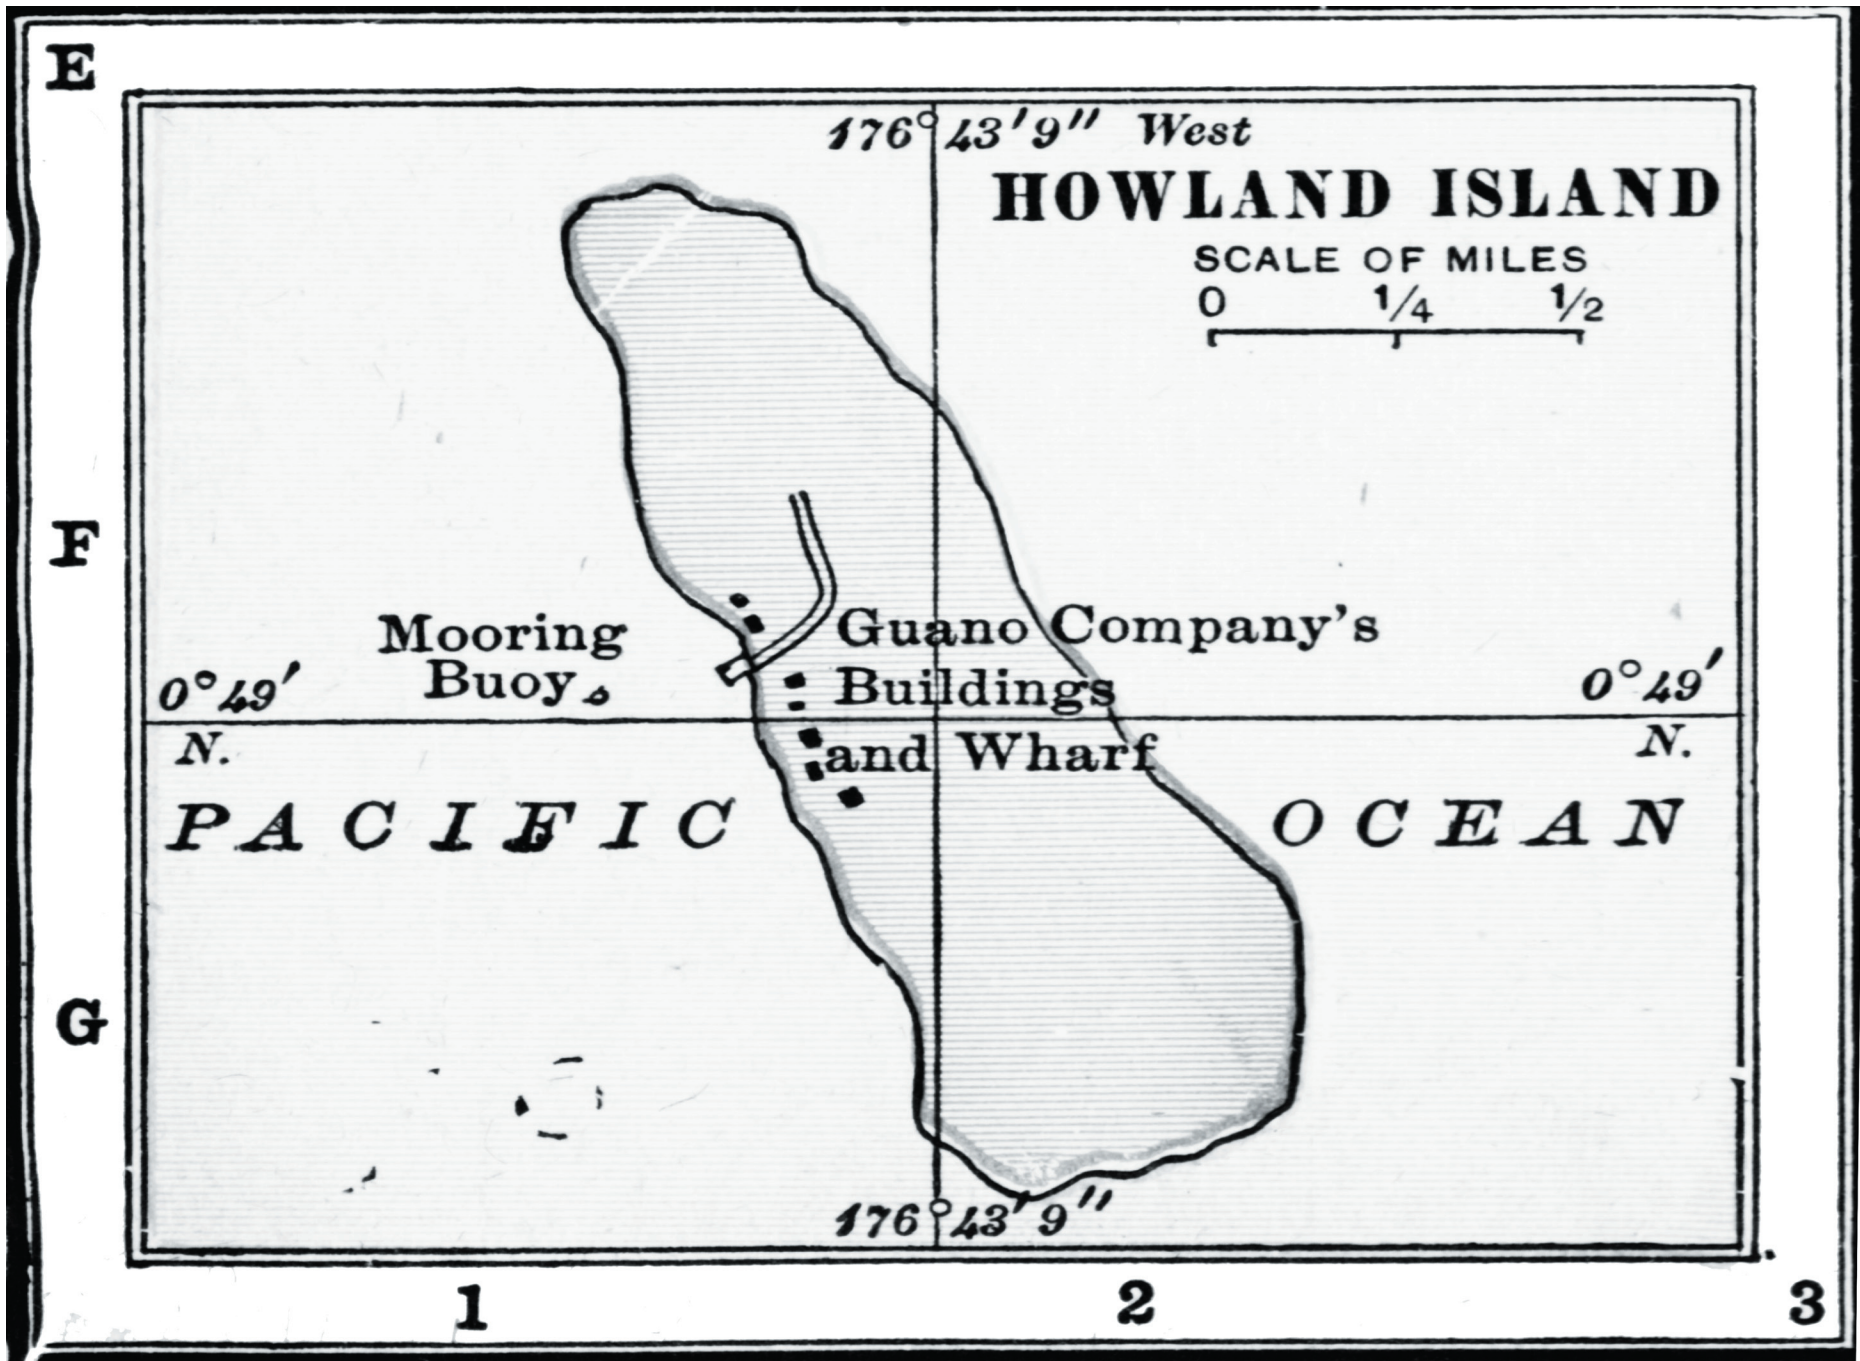 E
176° 43' 9" West
HOWLAND ISLAND
SCALE OF MILES
0 1/4 1/2
F
Mooring
Buoy
Guano Company's
Buildings
and Wharf
0° 49'
N.
0° 49'
N.
PACIFIC OCEAN
G
176° 43' 9"
1 2 3